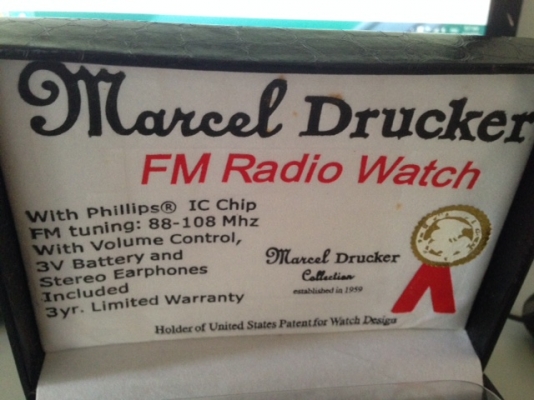 Marcel Drucker
FM Radio Watch
With Phillips® IC Chip
FM tuning: 88-108 Mhz
With Volume Control,
3V Battery and
Stereo Earphones
Included
3yr. Limited Warranty
Marcel Drucker
Collection
established in 1959
Holder of United States Patent for Watch Design